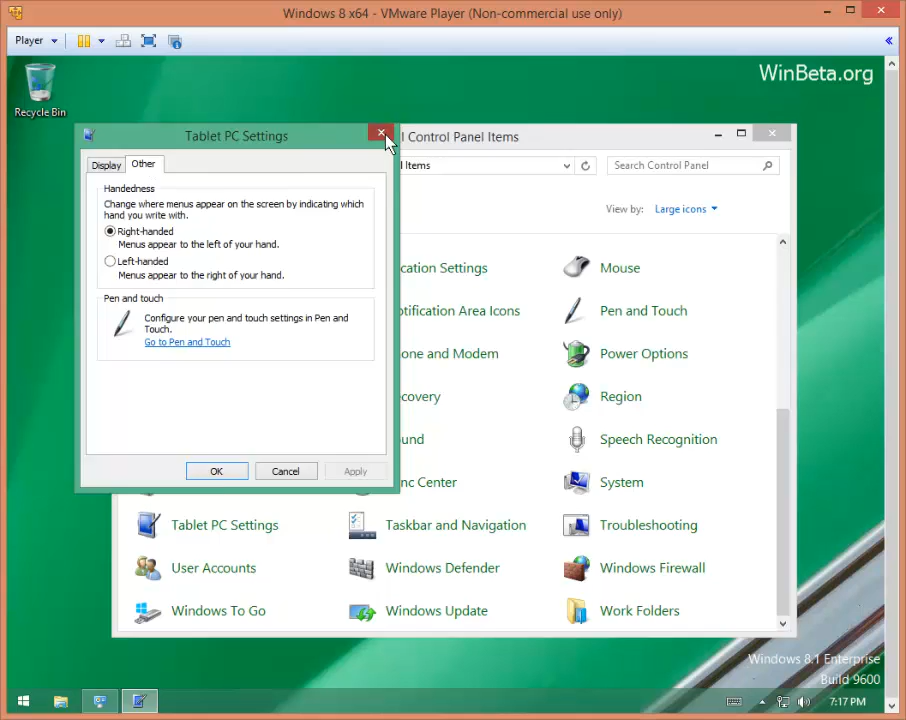 Windows 8 x64 - VMware Player (Non-commercial use only)
Player
WinBeta.org
Recycle Bin
Tablet PC Settings
l Control Panel Items
Display
Other
l Items
Search Control Panel
Handedness
Change where menus appear on the screen by indicating which
hand you write with.
Right-handed
Menus appear to the left of your hand.
Left-handed
Menus appear to the right of your hand.
Pen and touch
Configure your pen and touch settings in Pen and
Touch.
Go to Pen and Touch
OK
Cancel
Apply
View by:
Large icons
cation Settings
Mouse
otification Area Icons
Pen and Touch
one and Modem
Power Options
covery
Region
und
Speech Recognition
nc Center
System
Tablet PC Settings
Taskbar and Navigation
Troubleshooting
User Accounts
Windows Defender
Windows Firewall
Windows To Go
Windows Update
Work Folders
Windows 8.1 Enterprise
Build 9600
7:17 PM